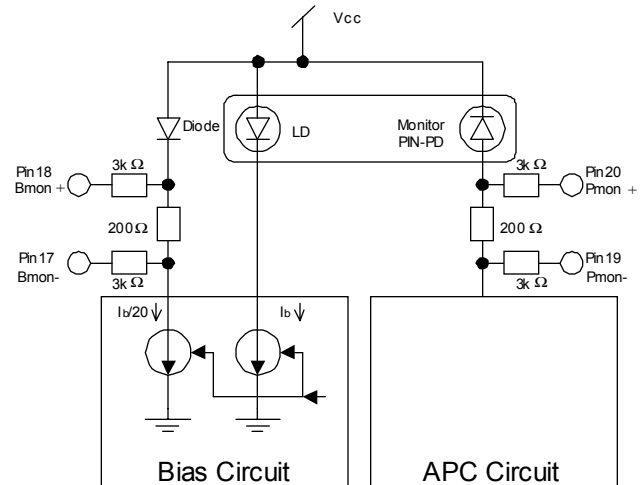 Vcc
Diode
LD
Monitor
PIN-PD
Pin 18
Bmon +
3k Ω
3k Ω
Pin 20
Pmon +
200 Ω
200 Ω
Pin 17
Bmon-
3k Ω
3k Ω
Pin 19
Pmon-
Ib/20
Ib
Bias Circuit
APC Circuit